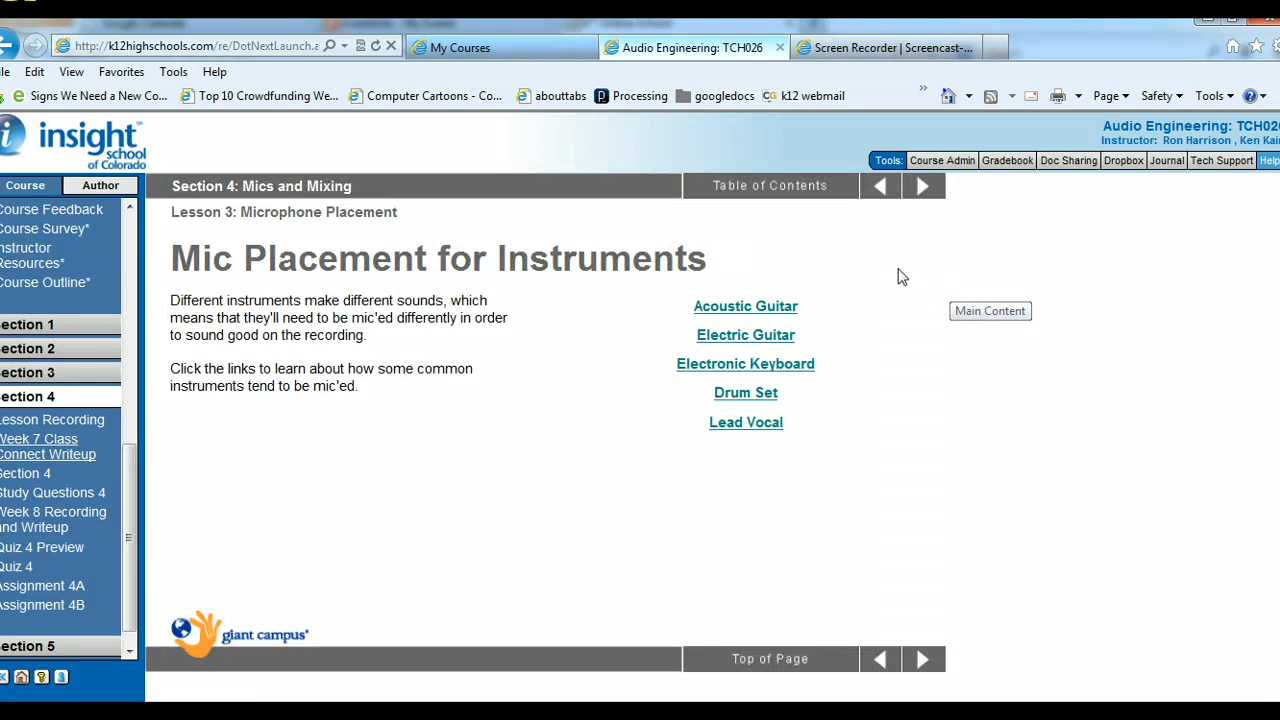 http://k12highschools.com/re/DotNextLaunch.a
My Courses
Audio Engineering: TCH026
Screen Recorder | Screencast-...
Edit View Favorites Tools Help
Signs We Need a New Co...
Top 10 Crowdfunding We...
Computer Cartoons - Co...
abouttabs
Processing
googledocs
k12 webmail
Page
Safety
Tools
insight
school
of Colorado
Audio Engineering: TCH02
Instructor: Ron Harrison , Ken Kai
Tools: Course Admin Gradebook Doc Sharing Dropbox Journal Tech Support Help
Course Author
Course Feedback
Course Survey*
nstructor
Resources*
Course Outline*
ection 1
ection 2
ection 3
ection 4
esson Recording
Week 7 Class
Connect Writeup
Section 4
Study Questions 4
Week 8 Recording
and Writeup
Quiz 4 Preview
Quiz 4
Assignment 4A
Assignment 4B
ection 5
Section 4: Mics and Mixing
Table of Contents
Lesson 3: Microphone Placement
Mic Placement for Instruments
Different instruments make different sounds, which
means that they'll need to be mic'ed differently in order
to sound good on the recording.
Click the links to learn about how some common
instruments tend to be mic'ed.
Acoustic Guitar
Electric Guitar
Electronic Keyboard
Drum Set
Lead Vocal
Main Content
giant campus
Top of Page